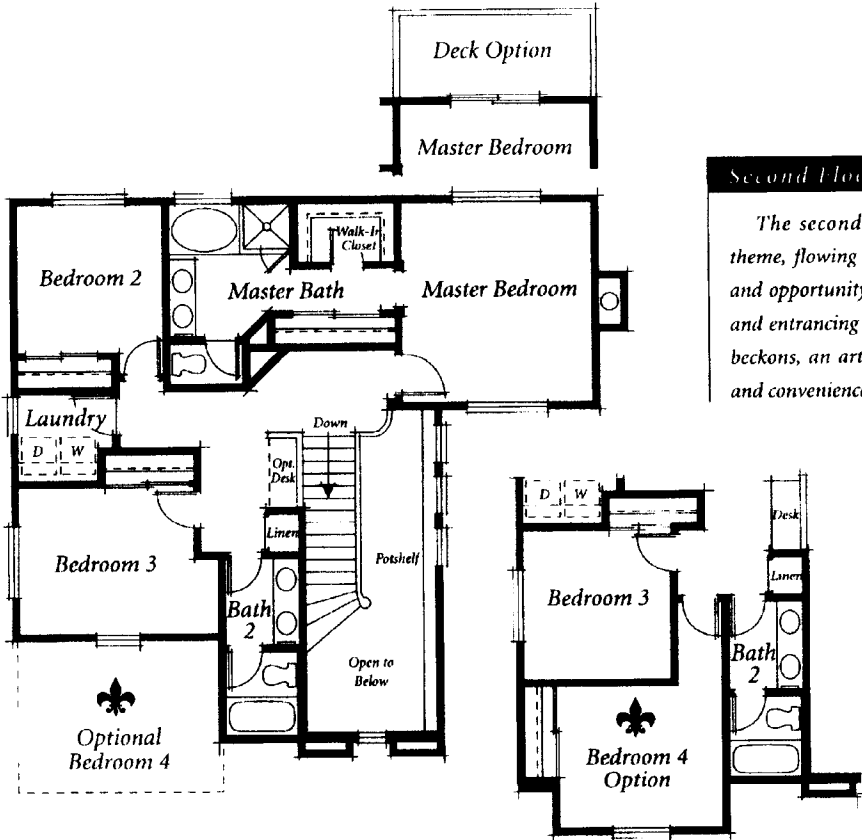 Deck Option
Master Bedroom
Second
The second
theme, flowing
and opportunity
and entrancing
beckons, an art
and convenience
Bedroom 2
Walk-In
Closet
Master Bath
Master Bedroom
Laundry
D W
Down
Opt.
Desk
Linen
Potshelf
Bedroom 3
Bath
2
Open to
Below
Optional
Bedroom 4
D W
Desk
Linen
Bedroom 3
Bath
2
Bedroom 4
Option